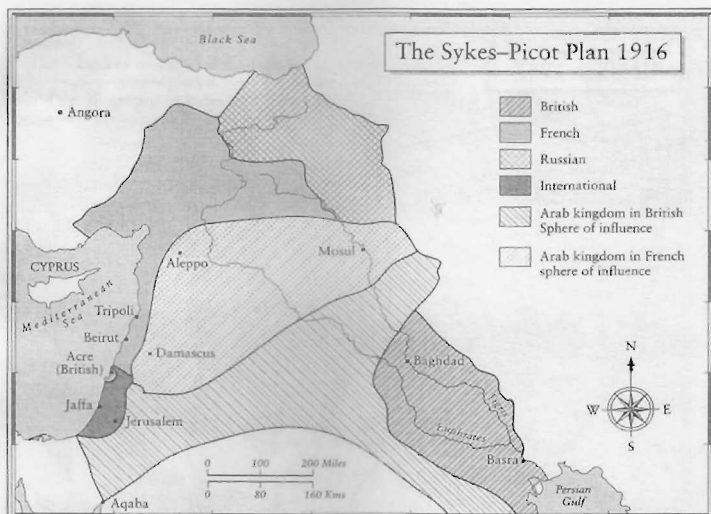 The Sykes–Picot Plan 1916
Black Sea
Angora
British
French
Russian
International
Arab kingdom in British
Sphere of influence
Arab kingdom in French
sphere of influence
CYPRUS
Mediterranean
Sea
Aleppo
Mosul
Tripoli
Beirut
Acre
(British)
Damascus
Baghdad
Jaffa
Jerusalem
Tigris
Euphrates
Basra
Persian
Gulf
Aqaba
N
W
E
S
0 100 200 Miles
0 80 160 Kms